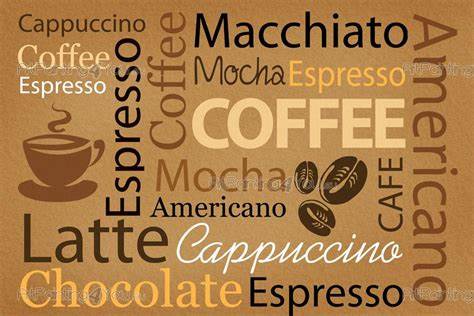 Cappuccino
Coffee
Espresso
Espresso
Coffee
Macchiato
Mocha
Espresso
COFFEE
Americano
Mocha
CAFE
Americano
Latte
Cappuccino
Chocolate
Espresso